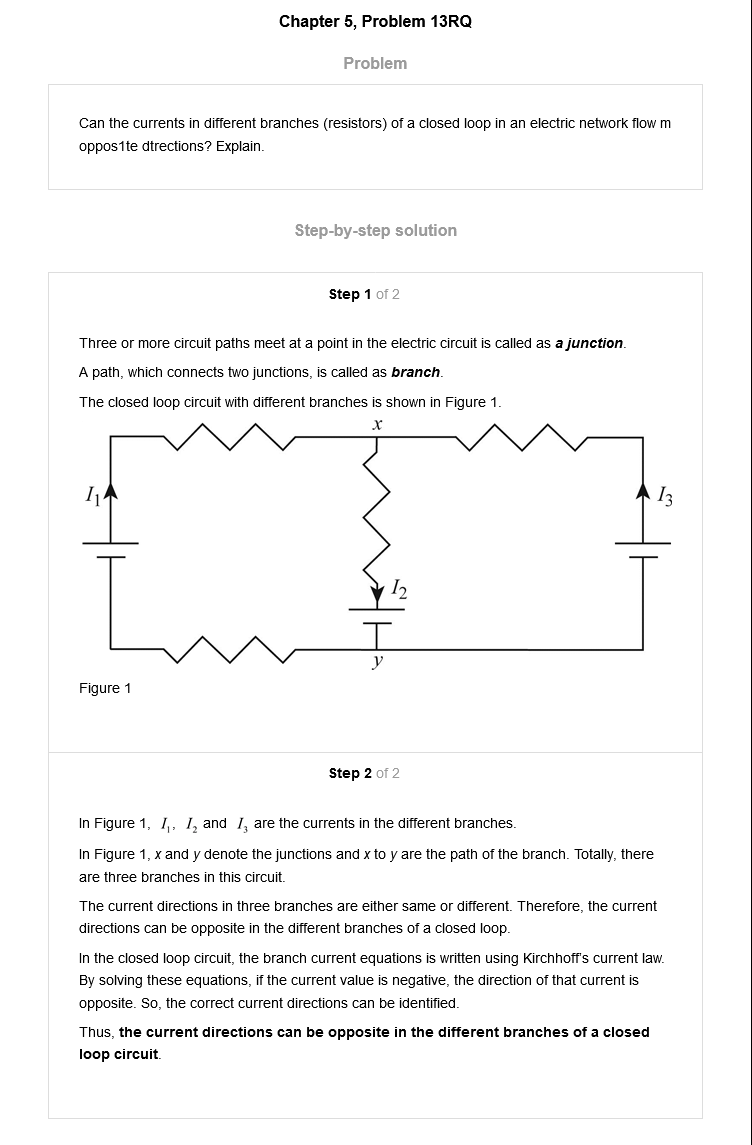 Chapter 5, Problem 13RQ
Problem
Can the currents in different branches (resistors) of a closed loop in an electric network flow m
oppos1te dtrections? Explain.
Step-by-step solution
Step 1 of 2
Three or more circuit paths meet at a point in the electric circuit is called as a junction.
A path, which connects two junctions, is called as branch.
The closed loop circuit with different branches is shown in Figure 1.
x
I₁
I₃
I₂
y
Figure 1
Step 2 of 2
In Figure 1, I₁, I₂ and I₃ are the currents in the different branches.
In Figure 1, x and y denote the junctions and x to y are the path of the branch. Totally, there
are three branches in this circuit.
The current directions in three branches are either same or different. Therefore, the current
directions can be opposite in the different branches of a closed loop.
In the closed loop circuit, the branch current equations is written using Kirchhoff's current law.
By solving these equations, if the current value is negative, the direction of that current is
opposite. So, the correct current directions can be identified.
Thus, the current directions can be opposite in the different branches of a closed
loop circuit.